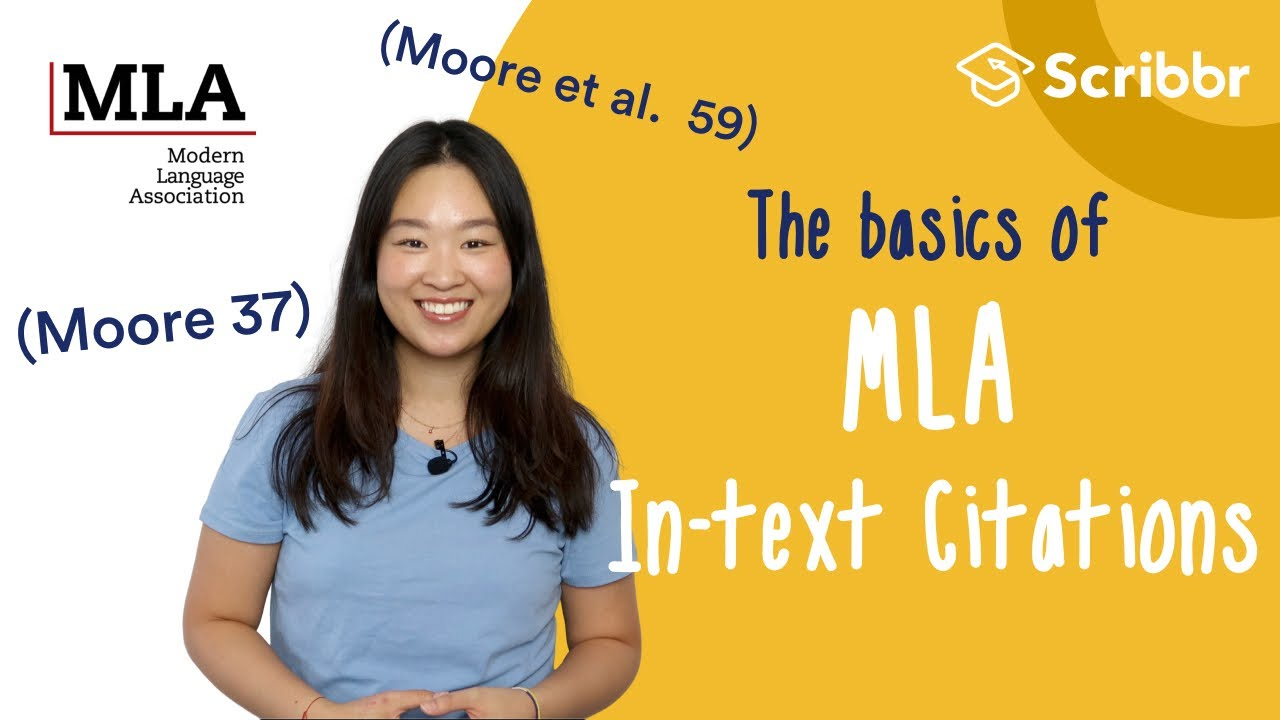 MLA
Modern
Language
Association
(Moore et al. 59)
Scribbr
(Moore 37)
The basics of
MLA
In-text Citations